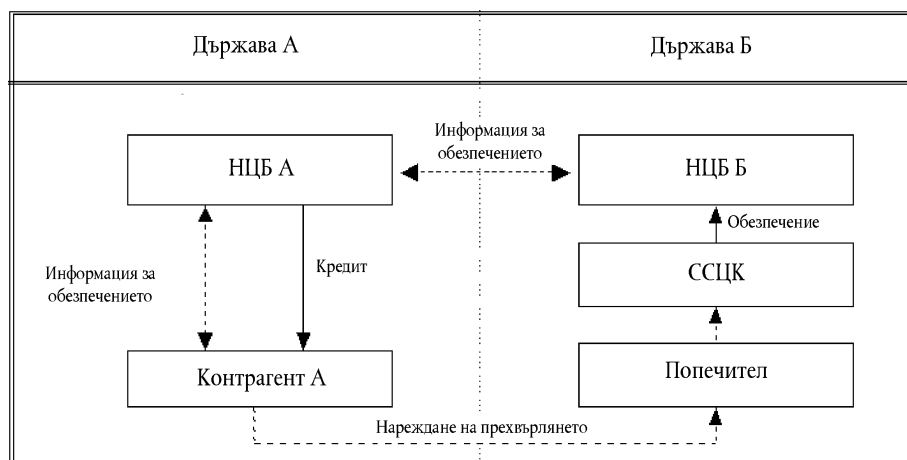 Държава А
Държава Б
Информация за
обезпечението
НЦБ А
НЦБ Б
Обезпечение
ССЦК
Информация за
обезпечението
Кредит
Контрагент А
Попечител
Нареждане на прехвърлянето